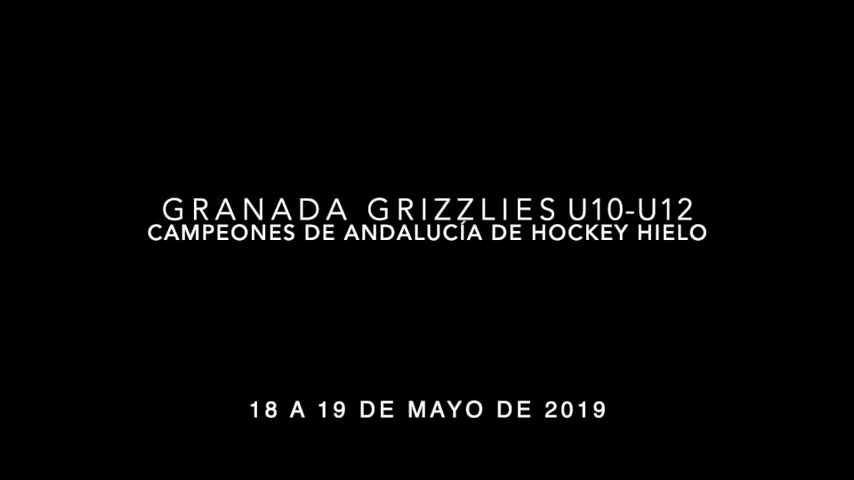 GRANADA GRIZZLIES U10-U12
CAMPEONES DE ANDALUCÍA DE HOCKEY HIELO
18 A 19 DE MAYO DE 2019